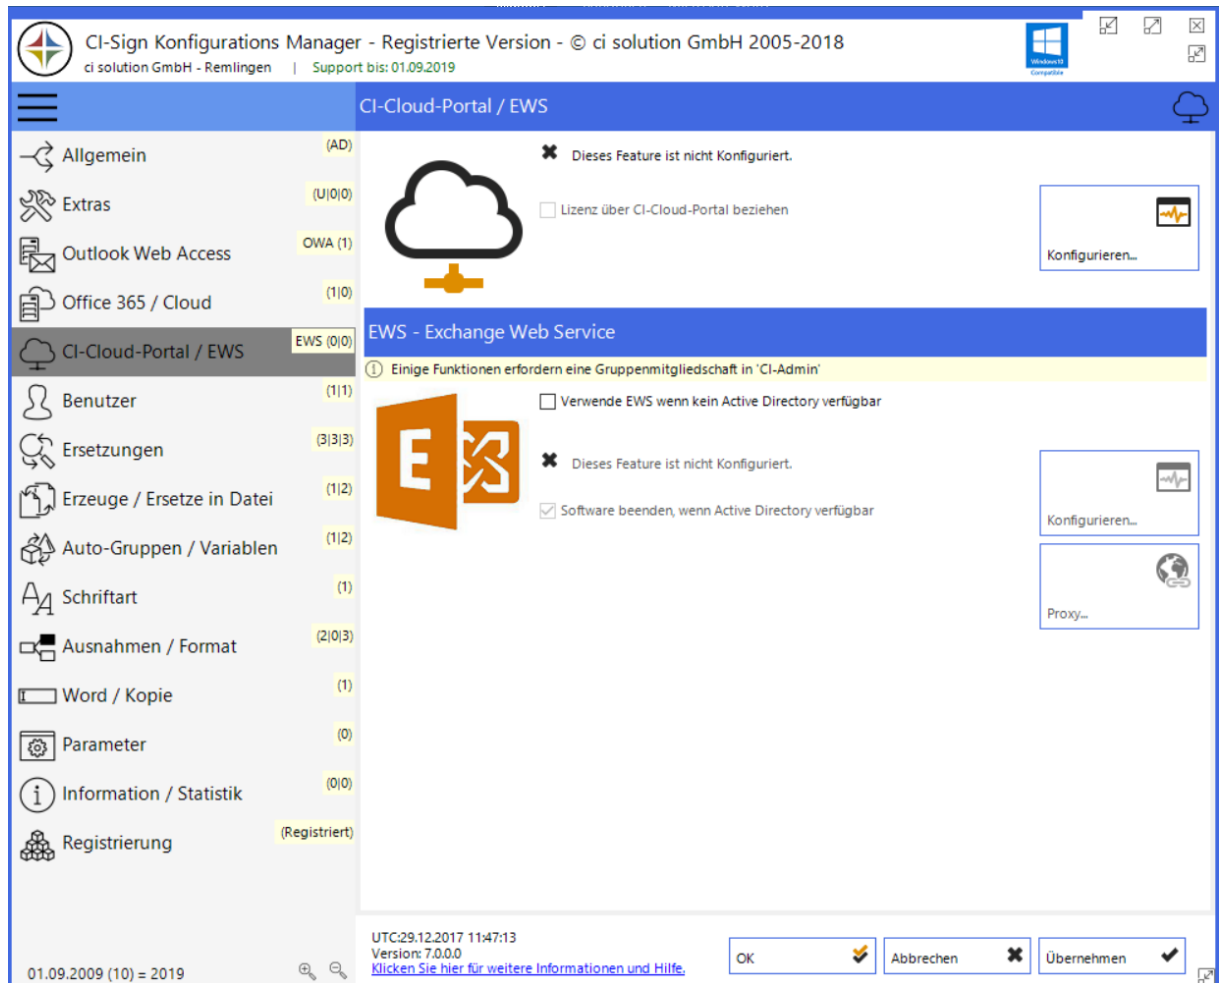 CI-Sign Konfigurations Manager - Registrierte Version - © ci solution GmbH 2005-2018
ci solution GmbH - Remlingen | Support bis: 01.09.2019
Windows10
Compatible
CI-Cloud-Portal / EWS
Allgemein (AD)
Extras (U|0|0)
Outlook Web Access OWA (1)
Office 365 / Cloud (1|0)
CI-Cloud-Portal / EWS EWS (0|0)
Benutzer (1|1)
Ersetzungen (3|3|3)
Erzeuge / Ersetze in Datei (1|2)
Auto-Gruppen / Variablen (1|2)
Schriftart (1)
Ausnahmen / Format (2|0|3)
Word / Kopie (1)
Parameter (0)
Information / Statistik (0|0)
Registrierung (Registriert)
01.09.2009 (10) = 2019
Dieses Feature ist nicht Konfiguriert.
Lizenz über CI-Cloud-Portal beziehen
Konfigurieren...
EWS - Exchange Web Service
Einige Funktionen erfordern eine Gruppenmitgliedschaft in 'CI-Admin'
E
Verwende EWS wenn kein Active Directory verfügbar
Dieses Feature ist nicht Konfiguriert.
Software beenden, wenn Active Directory verfügbar
Konfigurieren...
Proxy...
UTC:29.12.2017 11:47:13
Version: 7.0.0.0
Klicken Sie hier für weitere Informationen und Hilfe.
OK
Abbrechen
Übernehmen